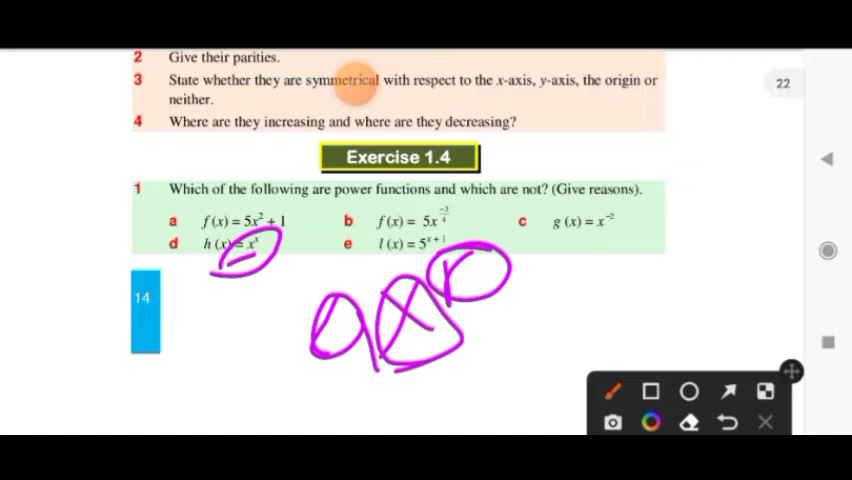 2 Give their parities.
22
3 State whether they are symmetrical with respect to the x-axis, y-axis, the origin or
neither.
4 Where are they increasing and where are they decreasing?
Exercise 1.4
1 Which of the following are power functions and which are not? (Give reasons).
a f (x) = 5x² + 1 b f (x) = 5x^(-3/4) c g (x) = x⁻²
d h (x) = xˣ e l (x) = 5^(x + 1)
14
a x r